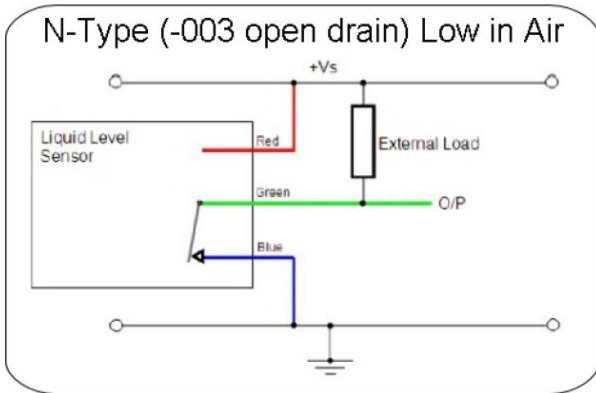 N-Type (-003 open drain) Low in Air
+Vs
Liquid Level
Sensor
Red
External Load
Green
O/P
Blue